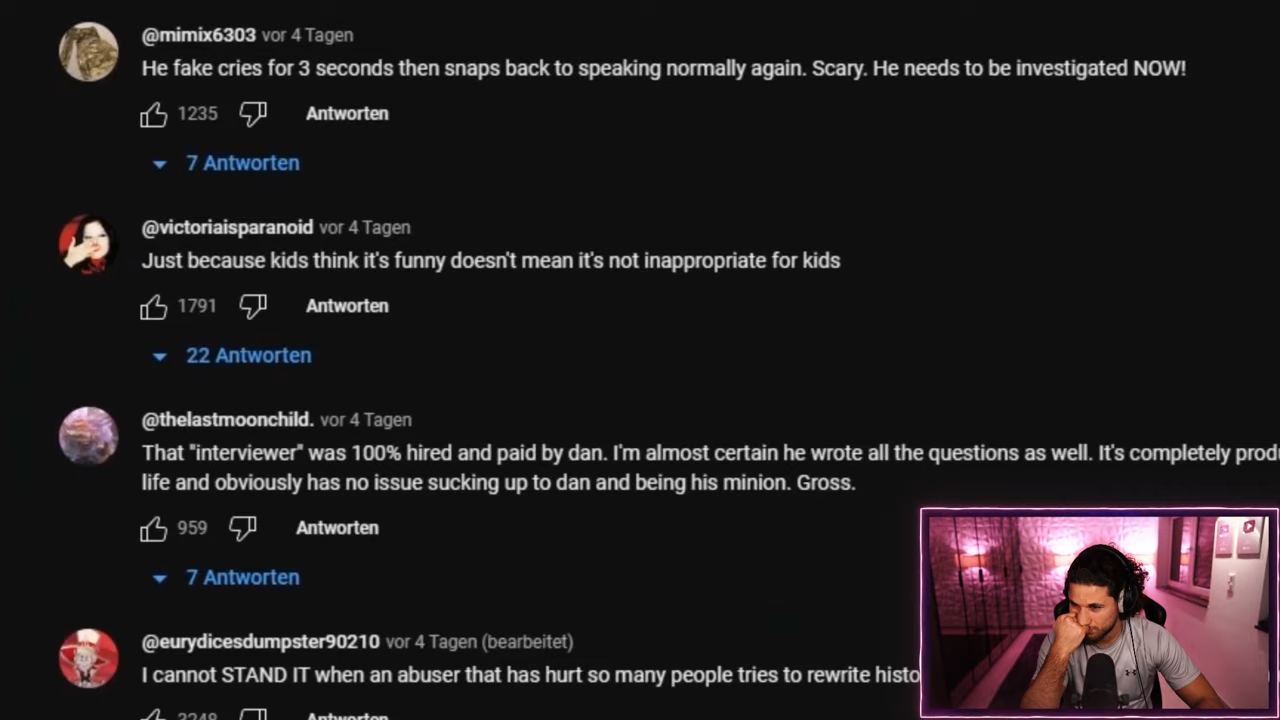 @mimix6303 vor 4 Tagen
He fake cries for 3 seconds then snaps back to speaking normally again. Scary. He needs to be investigated NOW!
1235 Antworten
7 Antworten
@victoriaisparanoid vor 4 Tagen
Just because kids think it's funny doesn't mean it's not inappropriate for kids
1791 Antworten
22 Antworten
@thelastmoonchild. vor 4 Tagen
That "interviewer" was 100% hired and paid by dan. I'm almost certain he wrote all the questions as well. It's completely
life and obviously has no issue sucking up to dan and being his minion. Gross.
959 Antworten
7 Antworten
@eurydicesdumpster90210 vor 4 Tagen (bearbeitet)
I cannot STAND IT when an abuser that has hurt so many people tries to rewrite
Antworten